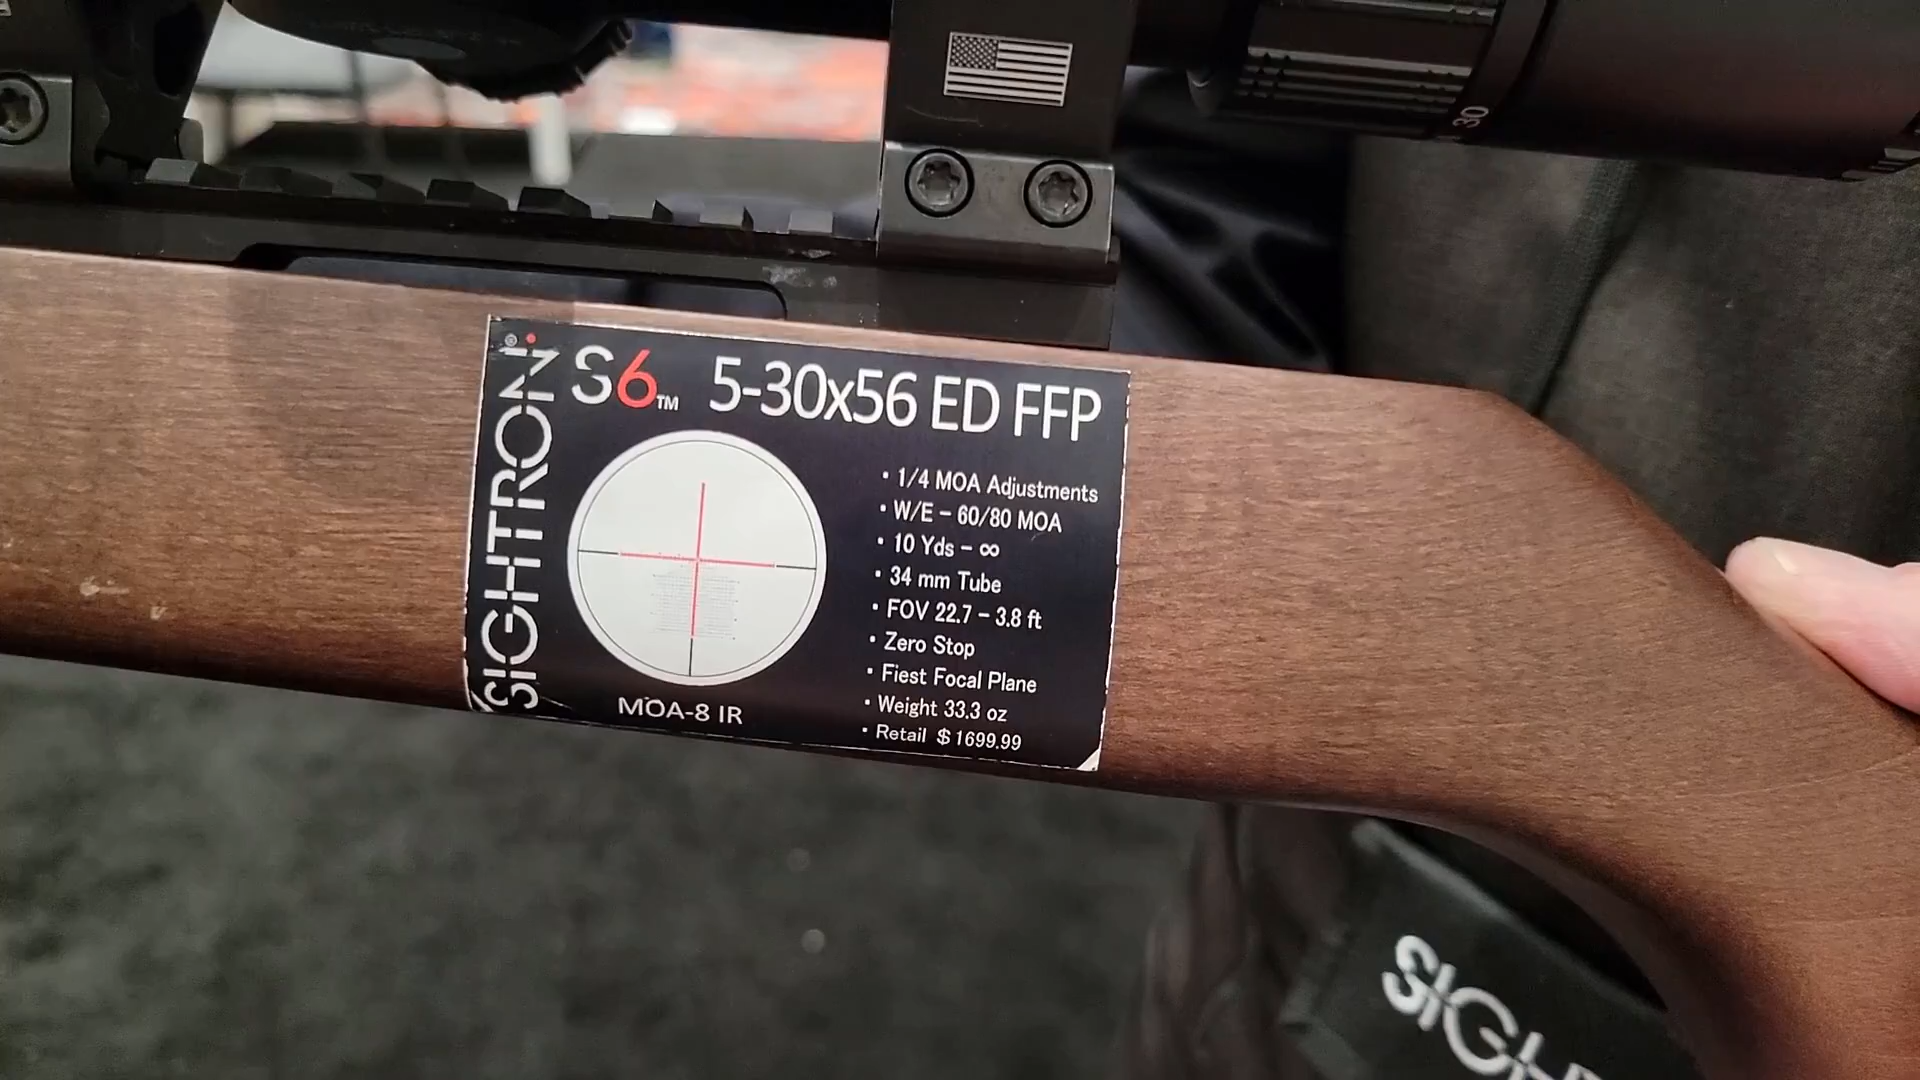 30
SIGHTRON®
S6™ 5-30x56 ED FFP
· 1/4 MOA Adjustments
· W/E – 60/80 MOA
· 10 Yds – ∞
· 34 mm Tube
· FOV 22.7 – 3.8 ft
· Zero Stop
· Fiest Focal Plane
· Weight 33.3 oz
· Retail $1699.99
MOA-8 IR
SIGH